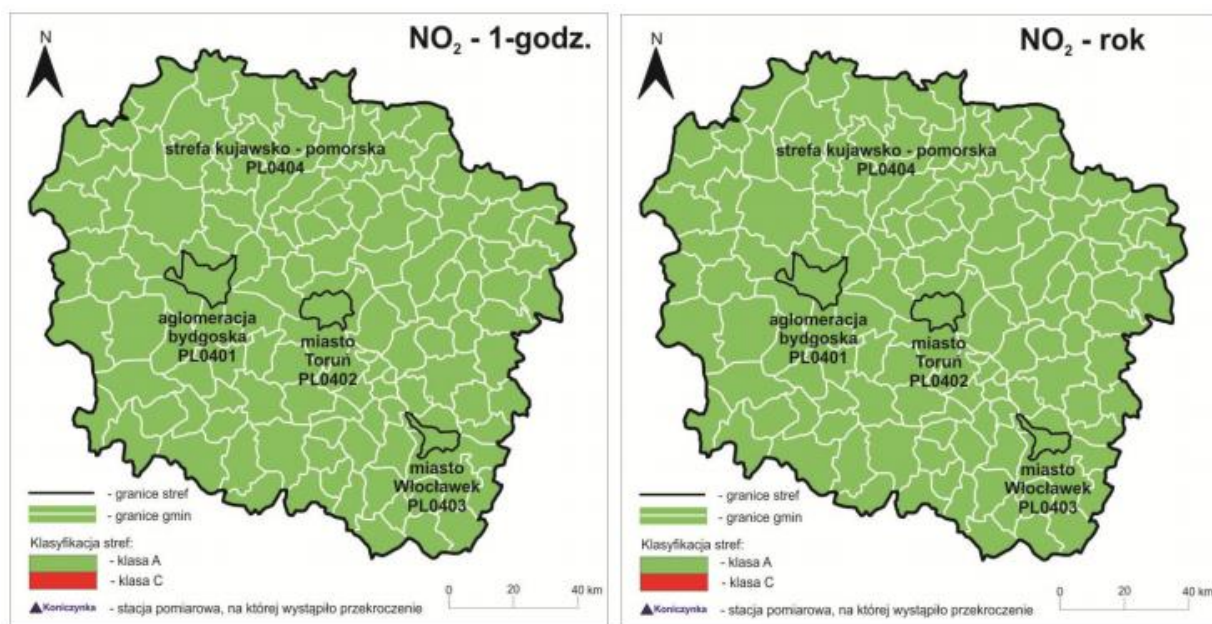 NO₂ - 1-godz.
N
strefa kujawsko - pomorska
PL0404
aglomeracja
bydgoska
PL0401
miasto
Toruń
PL0402
miasto
Włocławek
PL0403
- granice stref
- granice gmin
Klasyfikacja stref:
- klasa A
- klasa C
0 20 40 km
Koniczynka - stacja pomiarowa, na której wystąpiło przekroczenie
NO₂ - rok
N
strefa kujawsko - pomorska
PL0404
aglomeracja
bydgoska
PL0401
miasto
Toruń
PL0402
miasto
Włocławek
PL0403
- granice stref
- granice gmin
Klasyfikacja stref:
- klasa A
- klasa C
0 20 40 km
Koniczynka - stacja pomiarowa, na której wystąpiło przekroczenie